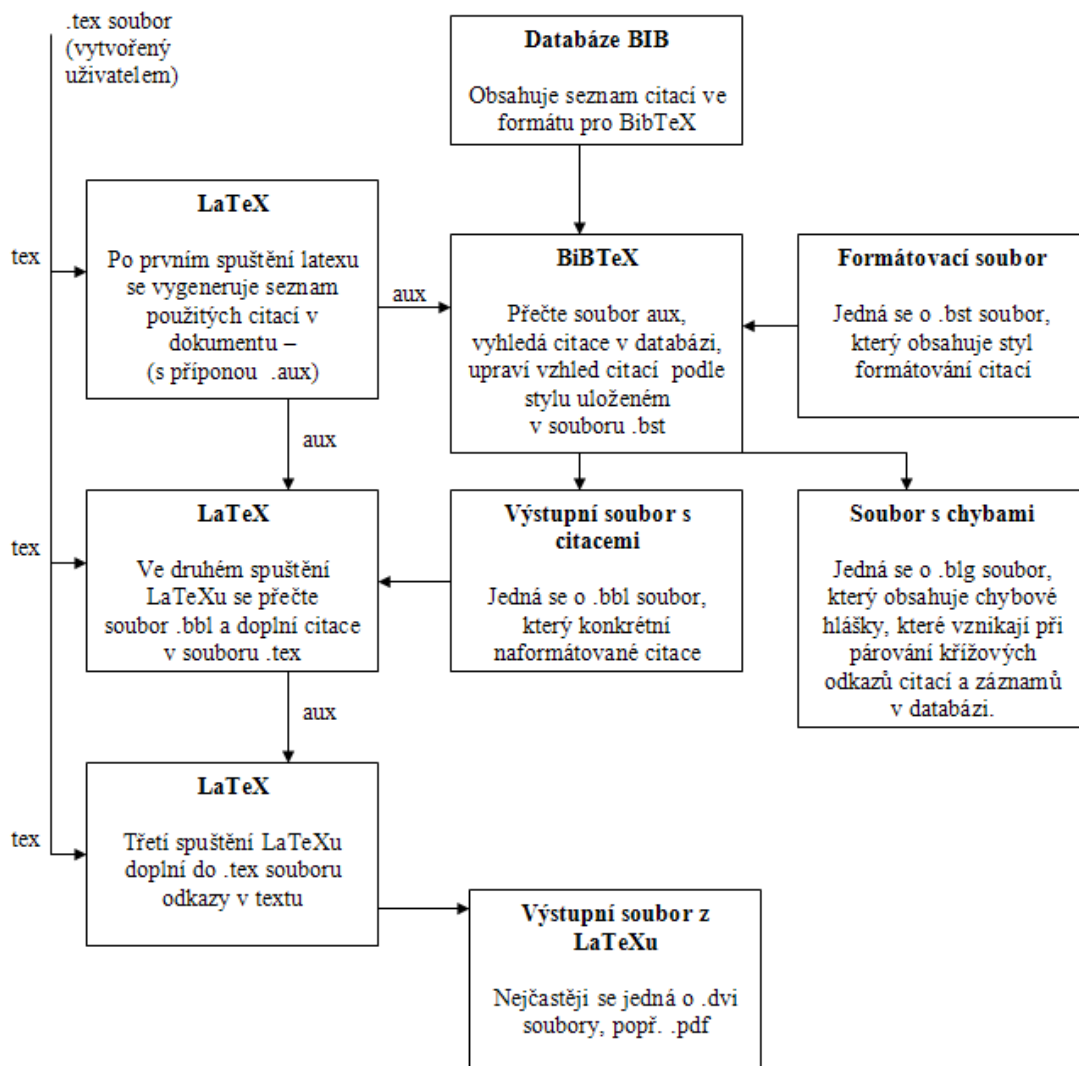 .tex soubor
(vytvořený
uživatelem)
Databáze BIB
Obsahuje seznam citací ve
formátu pro BibTeX
tex
LaTeX
Po prvním spuštění latexu
se vygeneruje seznam
použitých citací v
dokumentu –
(s příponou .aux)
aux
BiBTeX
Přečte soubor aux,
vyhledá citace v databázi,
upraví vzhled citací podle
stylu uloženém
v souboru .bst
Formátovací soubor
Jedná se o .bst soubor,
který obsahuje styl
formátování citací
aux
tex
LaTeX
Ve druhém spuštění
LaTeXu se přečte
soubor .bbl a doplní citace
v souboru .tex
Výstupní soubor s
citacemi
Jedná se o .bbl soubor,
který konkrétní
naformátované citace
Soubor s chybami
Jedná se o .blg soubor,
který obsahuje chybové
hlášky, které vznikají při
párování křížových
odkazů citací a záznamů
v databázi.
aux
tex
LaTeX
Třetí spuštění LaTeXu
doplní do .tex souboru
odkazy v textu
Výstupní soubor z
LaTeXu
Nejčastěji se jedná o .dvi
soubory, popř. .pdf